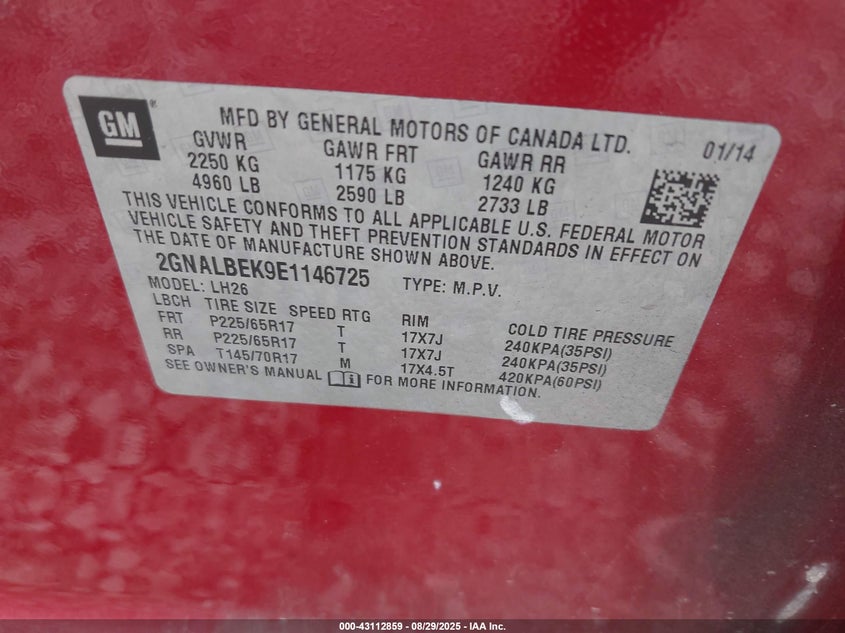 GM®
MFD BY GENERAL MOTORS OF CANADA LTD. 01/14
GVWR GAWR FRT GAWR RR
2250 KG 1175 KG 1240 KG
4960 LB 2590 LB 2733 LB
THIS VEHICLE CONFORMS TO ALL APPLICABLE U.S. FEDERAL MOTOR
VEHICLE SAFETY AND THEFT PREVENTION STANDARDS IN EFFECT ON
THE DATE OF MANUFACTURE SHOWN ABOVE.
2GNALBEK9E1146725 TYPE: M.P.V.
MODEL: LH26
LBCH TIRE SIZE SPEED RTG RIM COLD TIRE PRESSURE
FRT P225/65R17 T 17X7J 240KPA(35PSI)
RR P225/65R17 T 17X7J 240KPA(35PSI)
SPA T145/70R17 M 17X4.5T 420KPA(60PSI)
SEE OWNER'S MANUAL FOR MORE INFORMATION.
000-43112859 - 08/29/2025 - IAA Inc.